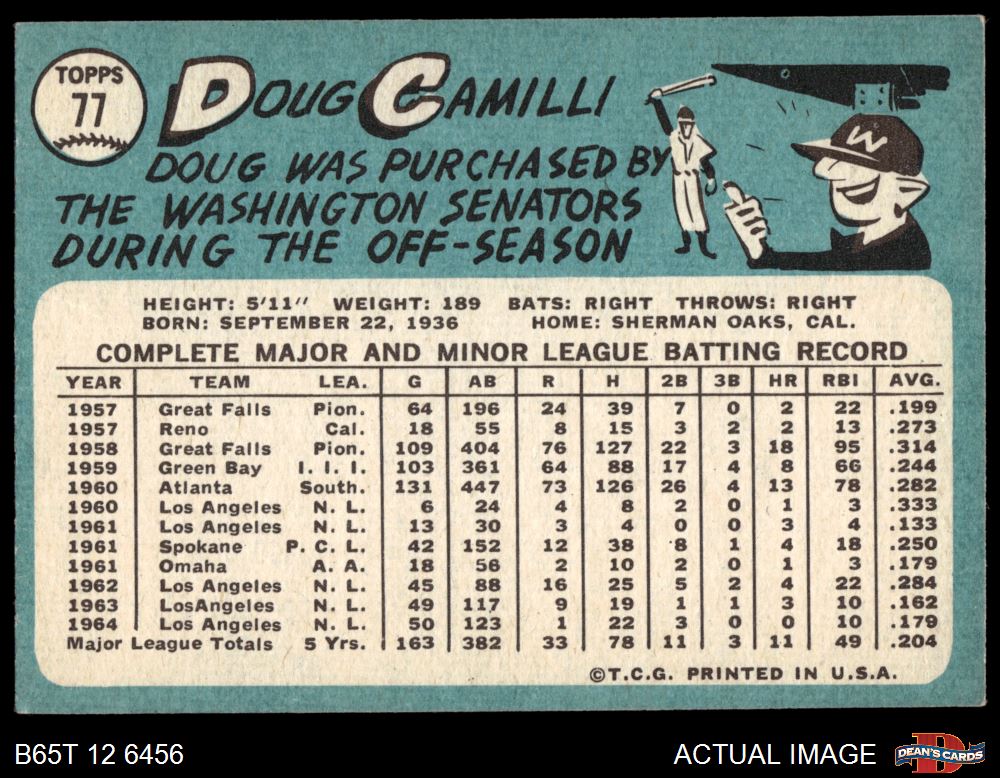 TOPPS
77
DOUG CAMILLI
DOUG WAS PURCHASED BY
THE WASHINGTON SENATORS
DURING THE OFF-SEASON
W
HEIGHT: 5'11" WEIGHT: 189 BATS: RIGHT THROWS: RIGHT
BORN: SEPTEMBER 22, 1936 HOME: SHERMAN OAKS, CAL.
COMPLETE MAJOR AND MINOR LEAGUE BATTING RECORD
YEAR TEAM LEA. G AB R H 2B 3B HR RBI AVG.
1957 Great Falls Pion. 64 196 24 39 7 0 2 22 .199
1957 Reno Cal. 18 55 8 15 3 2 2 13 .273
1958 Great Falls Pion. 109 404 76 127 22 3 18 95 .314
1959 Green Bay I. I. I. 103 361 64 88 17 4 8 66 .244
1960 Atlanta South. 131 447 73 126 26 4 13 78 .282
1960 Los Angeles N. L. 6 24 4 8 2 0 1 3 .333
1961 Los Angeles N. L. 13 30 3 4 0 0 3 4 .133
1961 Spokane P. C. L. 42 152 12 38 8 1 4 18 .250
1961 Omaha A. A. 18 56 2 10 2 0 1 3 .179
1962 Los Angeles N. L. 45 88 16 25 5 2 4 22 .284
1963 LosAngeles N. L. 49 117 9 19 1 1 3 10 .162
1964 Los Angeles N. L. 50 123 1 22 3 0 0 10 .179
Major League Totals 5 Yrs. 163 382 33 78 11 3 11 49 .204
©T.C.G. PRINTED IN U.S.A.
B65T 12 6456 ACTUAL IMAGE
D DEAN'S CARDS